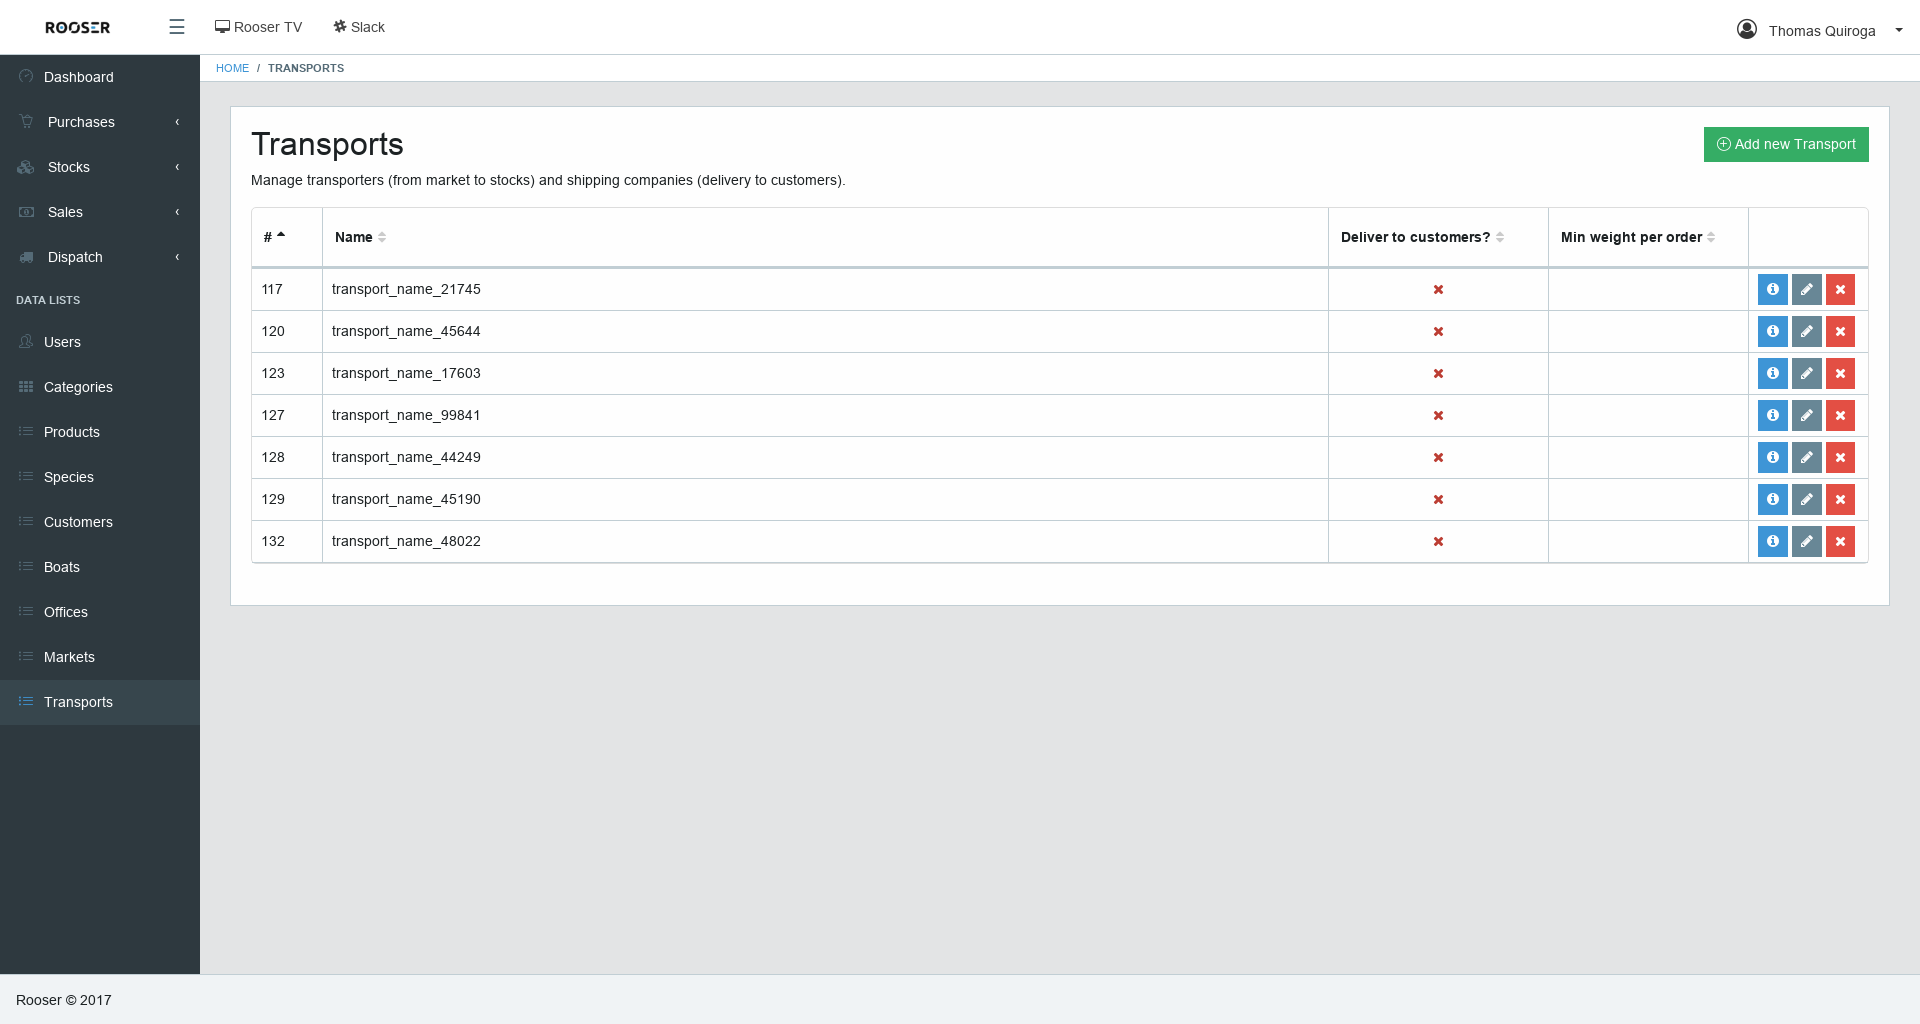 ROOSER
Rooser TV
Slack
Thomas Quiroga
HOME / TRANSPORTS
Dashboard
Purchases
Stocks
Sales
Dispatch
DATA LISTS
Users
Categories
Products
Species
Customers
Boats
Offices
Markets
Transports
Transports
Add new Transport
Manage transporters (from market to stocks) and shipping companies (delivery to customers).
# Name Deliver to customers? Min weight per order
117 transport_name_21745
120 transport_name_45644
123 transport_name_17603
127 transport_name_99841
128 transport_name_44249
129 transport_name_45190
132 transport_name_48022
Rooser © 2017